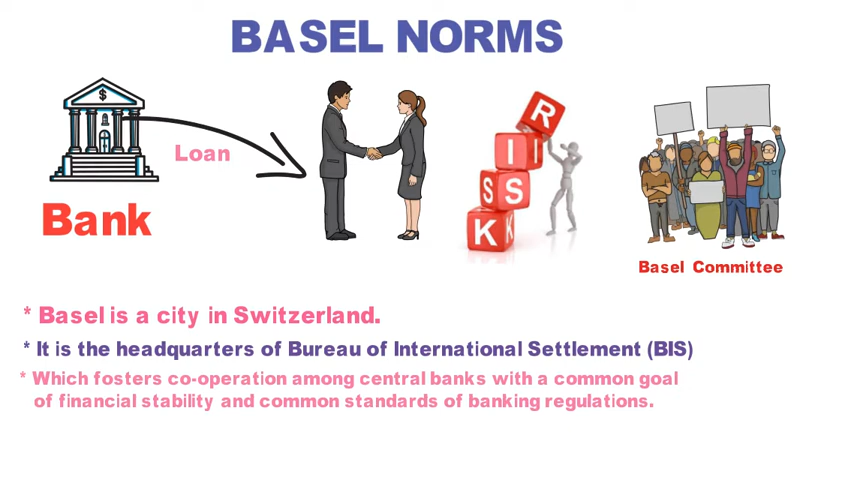 BASEL NORMS
$
Loan
Bank
R
I I
S S
K K
Basel Committee
* Basel is a city in Switzerland.
* It is the headquarters of Bureau of International Settlement (BIS)
* Which fosters co-operation among central banks with a common goal
of financial stability and common standards of banking regulations.